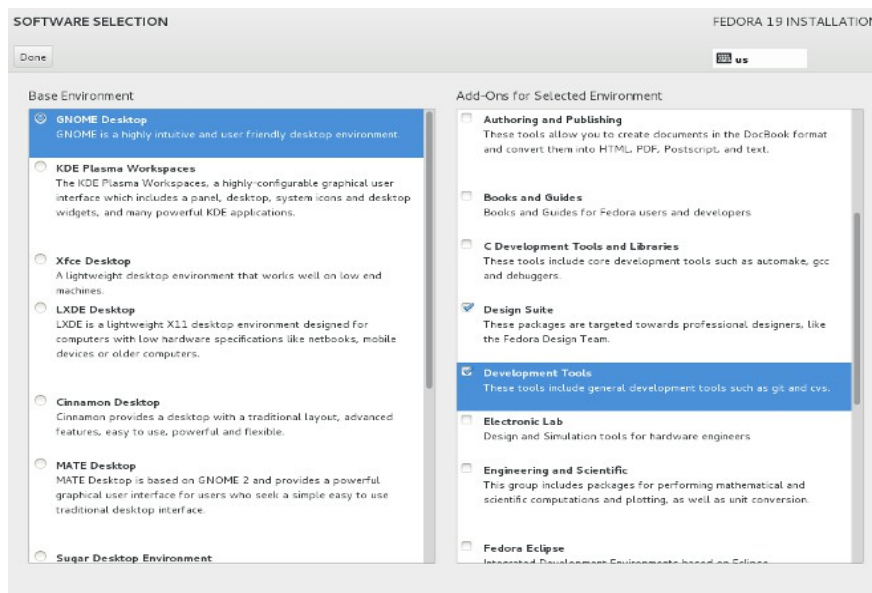 SOFTWARE SELECTION
FEDORA 19 INSTALLATION
Done
us
Base Environment
GNOME Desktop
GNOME is a highly intuitive and user friendly desktop environment.
KDE Plasma Workspaces
The KDE Plasma Workspaces, a highly-configurable graphical user
interface which includes a panel, desktop, system icons and desktop
widgets, and many powerful KDE applications.
Xfce Desktop
A lightweight desktop environment that works well on low end
machines.
LXDE Desktop
LXDE is a lightweight X11 desktop environment designed for
computers with low hardware specifications like netbooks, mobile
devices or older computers.
Cinnamon Desktop
Cinnamon provides a desktop with a traditional layout, advanced
features, easy to use, powerful and flexible.
MATE Desktop
MATE Desktop is based on GNOME 2 and provides a powerful
graphical user interface for users who seek a simple easy to use
traditional desktop interface.
Sugar Desktop Environment
Add-Ons for Selected Environment
Authoring and Publishing
These tools allow you to create documents in the DocBook format
and convert them into HTML, PDF, Postscript, and text.
Books and Guides
Books and Guides for Fedora users and developers
C Development Tools and Libraries
These tools include core development tools such as automake, gcc
and debuggers.
Design Suite
These packages are targeted towards professional designers, like
the Fedora Design Team.
Development Tools
These tools include general development tools such as git and cvs.
Electronic Lab
Design and Simulation tools for hardware engineers
Engineering and Scientific
This group includes packages for performing mathematical and
scientific computations and plotting, as well as unit conversion.
Fedora Eclipse
Integrated Development Environments based on Eclipse.